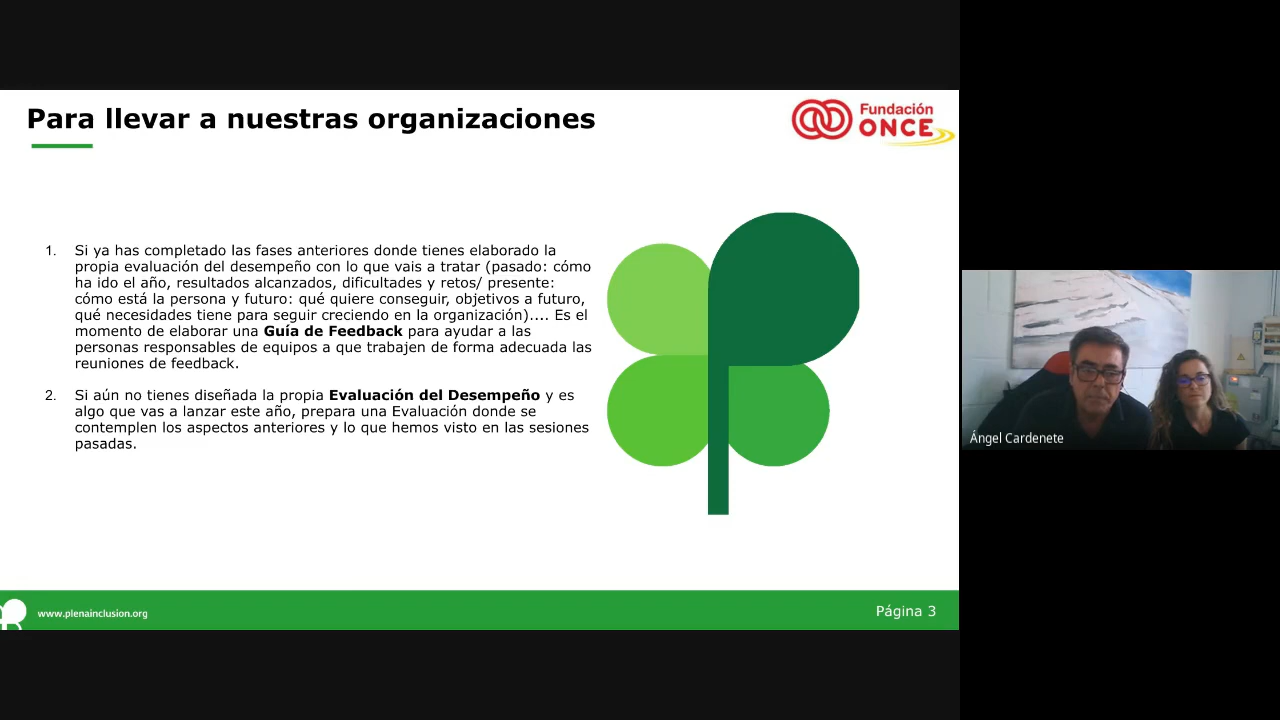 Para llevar a nuestras organizaciones
Fundación
ONCE
1. Si ya has completado las fases anteriores donde tienes elaborado la
propia evaluación del desempeño con lo que vais a tratar (pasado: cómo
ha ido el año, resultados alcanzados, dificultades y retos/ presente:
cómo está la persona y futuro: qué quiere conseguir, objetivos a futuro,
qué necesidades tiene para seguir creciendo en la organización).... Es el
momento de elaborar una Guía de Feedback para ayudar a las
personas responsables de equipos a que trabajen de forma adecuada las
reuniones de feedback.
2. Si aún no tienes diseñada la propia Evaluación del Desempeño y es
algo que vas a lanzar este año, prepara una Evaluación donde se
contemplen los aspectos anteriores y lo que hemos visto en las sesiones
pasadas.
Ángel Cardenete
www.plenainclusion.org
Página 3